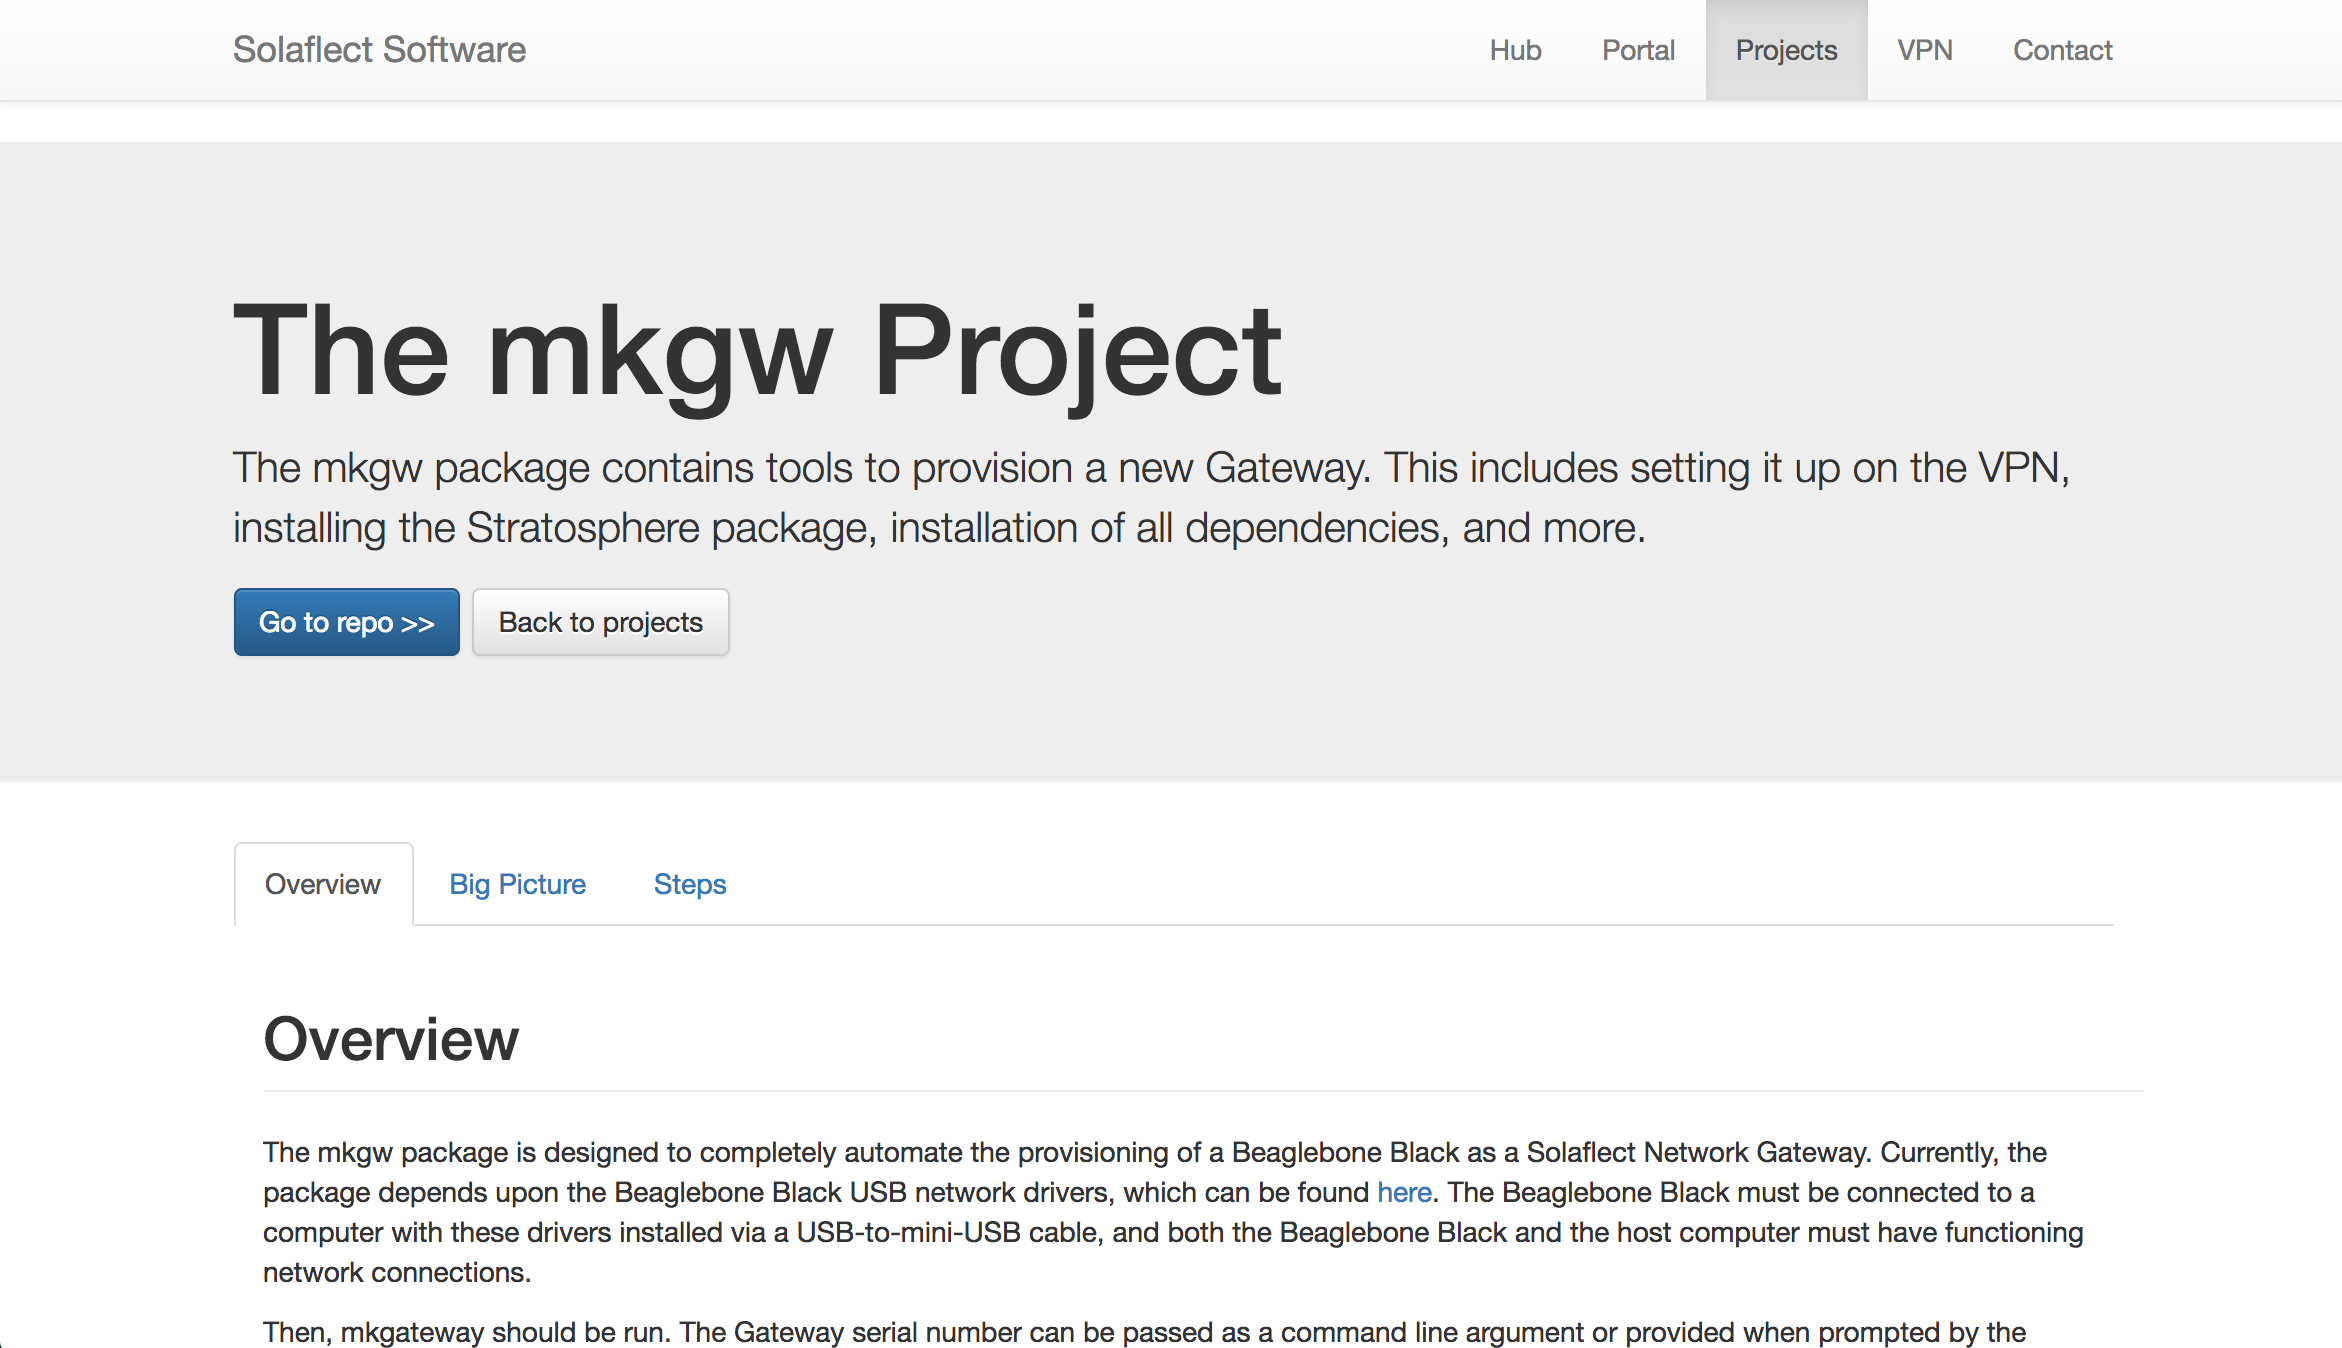 Solaflect Software
Hub
Portal
Projects
VPN
Contact
The mkgw Project
The mkgw package contains tools to provision a new Gateway. This includes setting it up on the VPN,
installing the Stratosphere package, installation of all dependencies, and more.
Go to repo >>
Back to projects
Overview
Big Picture
Steps
Overview
The mkgw package is designed to completely automate the provisioning of a Beaglebone Black as a Solaflect Network Gateway. Currently, the
package depends upon the Beaglebone Black USB network drivers, which can be found here. The Beaglebone Black must be connected to a
computer with these drivers installed via a USB-to-mini-USB cable, and both the Beaglebone Black and the host computer must have functioning
network connections.
Then, mkgateway should be run. The Gateway serial number can be passed as a command line argument or provided when prompted by the